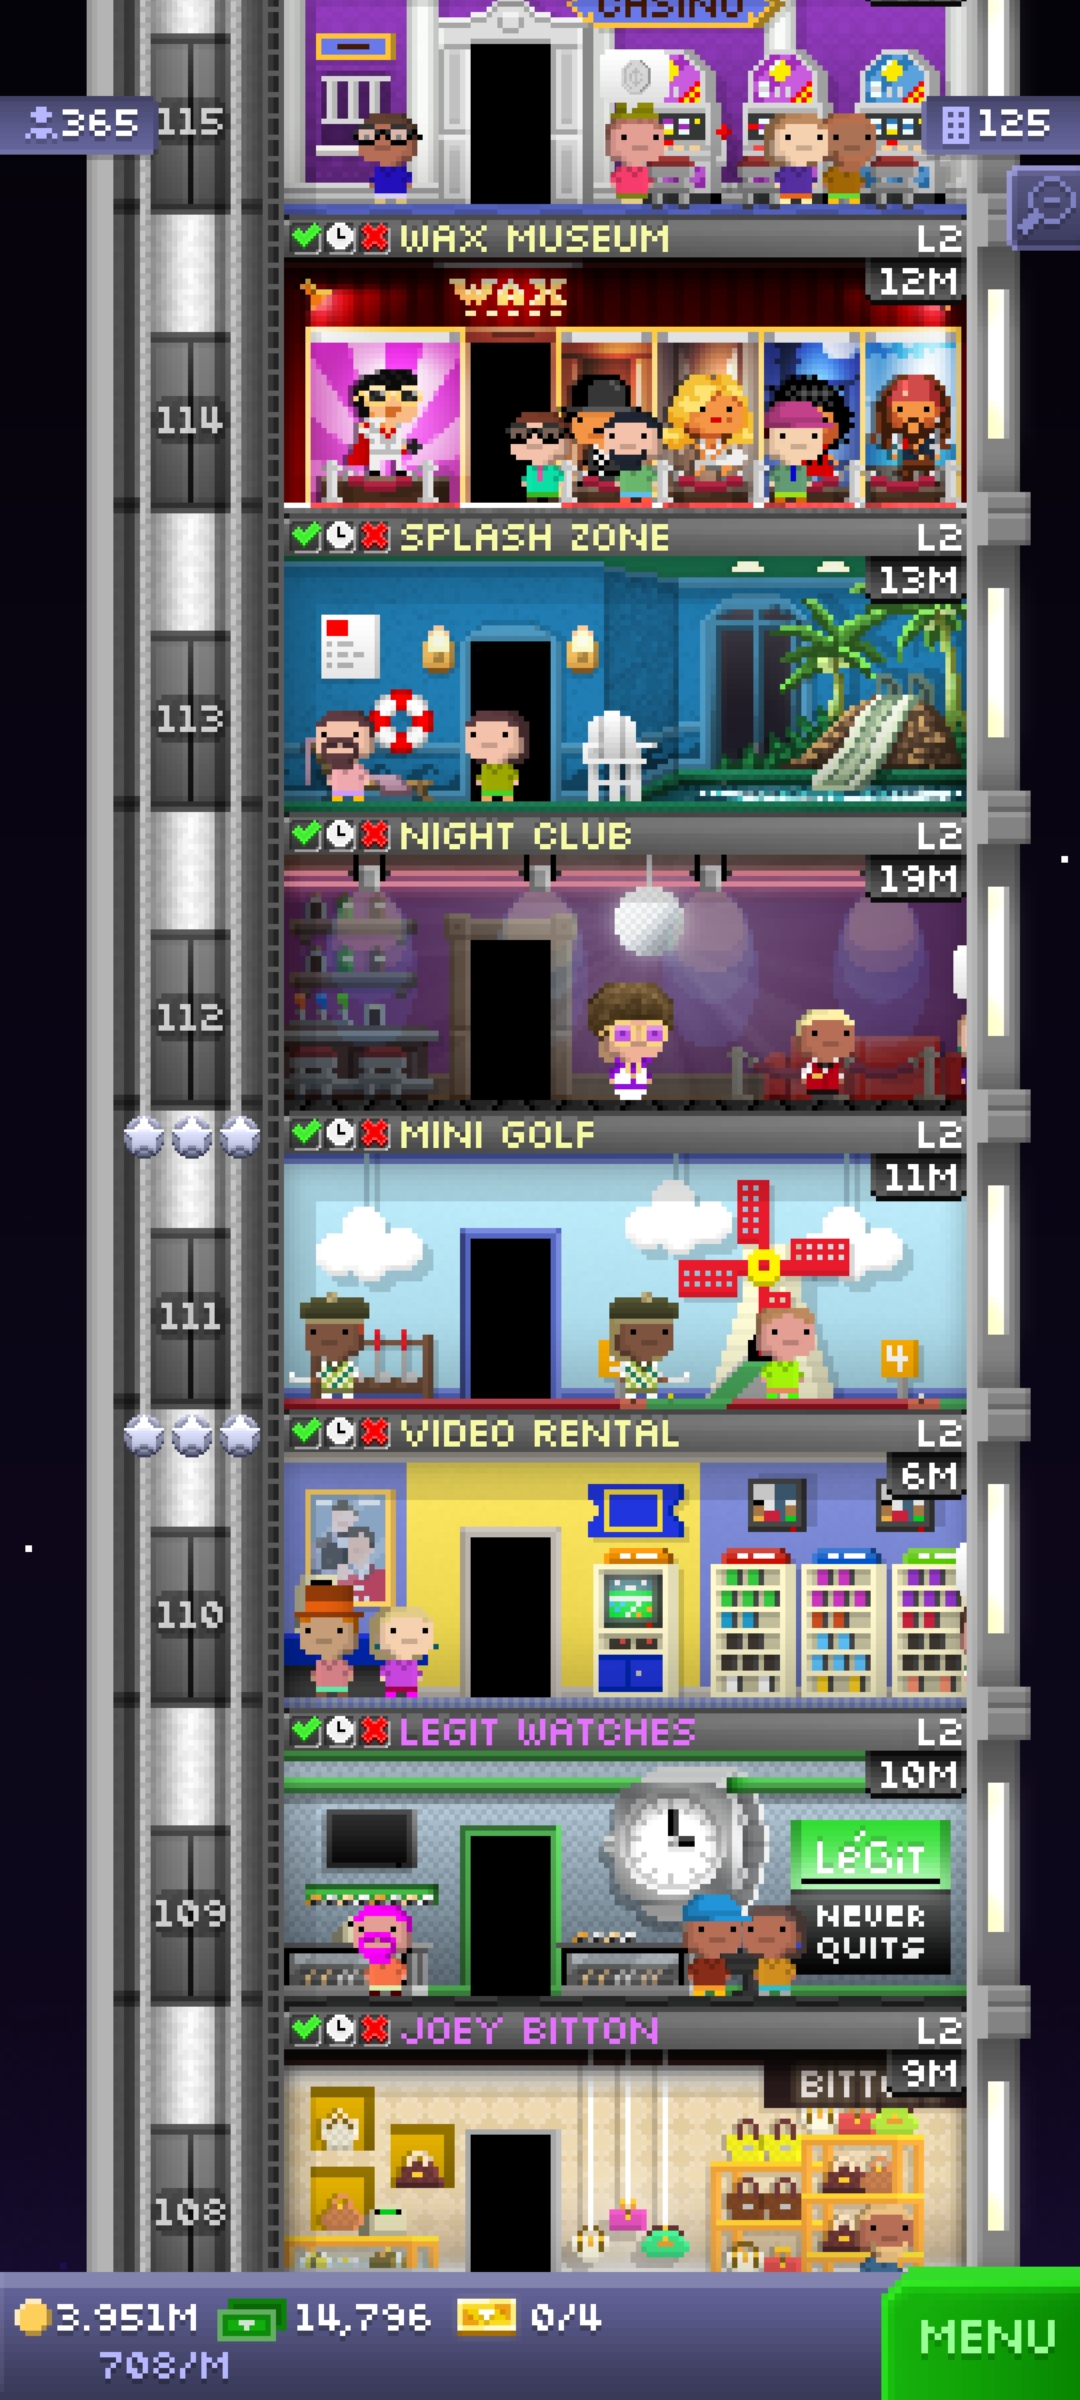 CASINO
365
115
125
WAX MUSEUM L2
12M
WAX
114
SPLASH ZONE L2
13M
113
NIGHT CLUB L2
19M
112
MINI GOLF L2
11M
111
4
VIDEO RENTAL L2
6M
110
LEGIT WATCHES L2
10M
LéGiT
NEVER
QUITS
109
JOEY BITTON L2
9M
BITT
108
3.951M 14,796 0/4
708/M
MENU